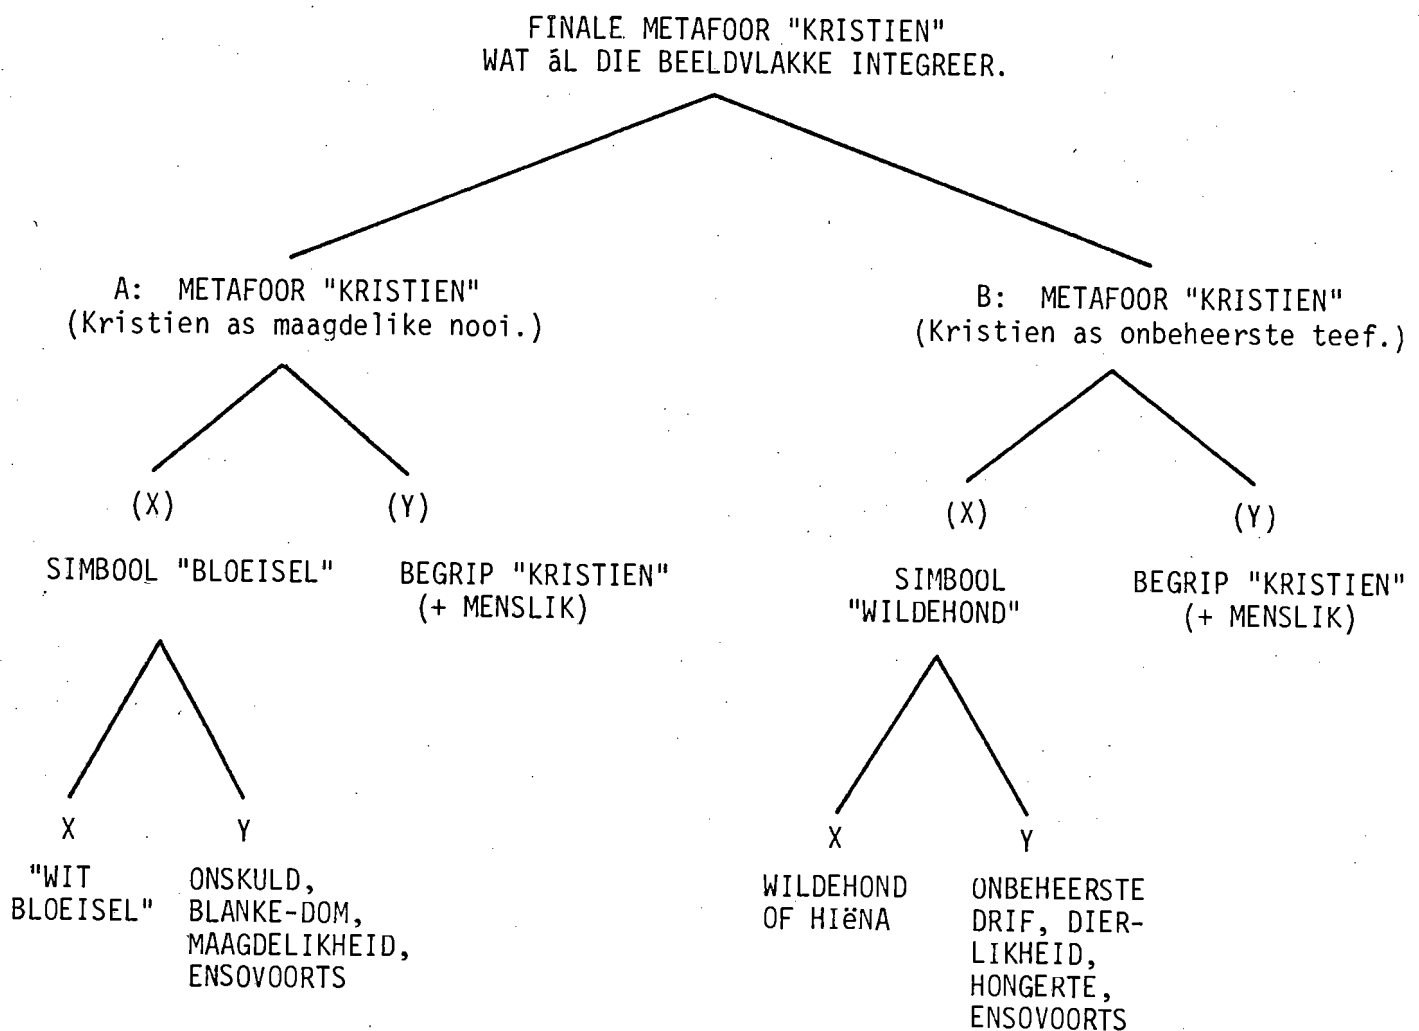 FINALE METAFOOR "KRISTIEN"
WAT áL DIE BEELDVLAKKE INTEGREER.
A: METAFOOR "KRISTIEN"
(Kristien as maagdelike nooi.)
B: METAFOOR "KRISTIEN"
(Kristien as onbeheerste teef.)
(X)
(Y)
(X)
(Y)
SIMBOOL "BLOEISEL"
BEGRIP "KRISTIEN"
(+ MENSLIK)
SIMBOOL
"WILDEHOND"
BEGRIP "KRISTIEN"
(+ MENSLIK)
X
Y
X
Y
"WIT
BLOEISEL"
ONSKULD,
BLANKE-DOM,
MAAGDELIKHEID,
ENSOVOORTS
WILDEHOND
OF HIëNA
ONBEHEERSTE
DRIF, DIER-
LIKHEID,
HONGERTE,
ENSOVOORTS